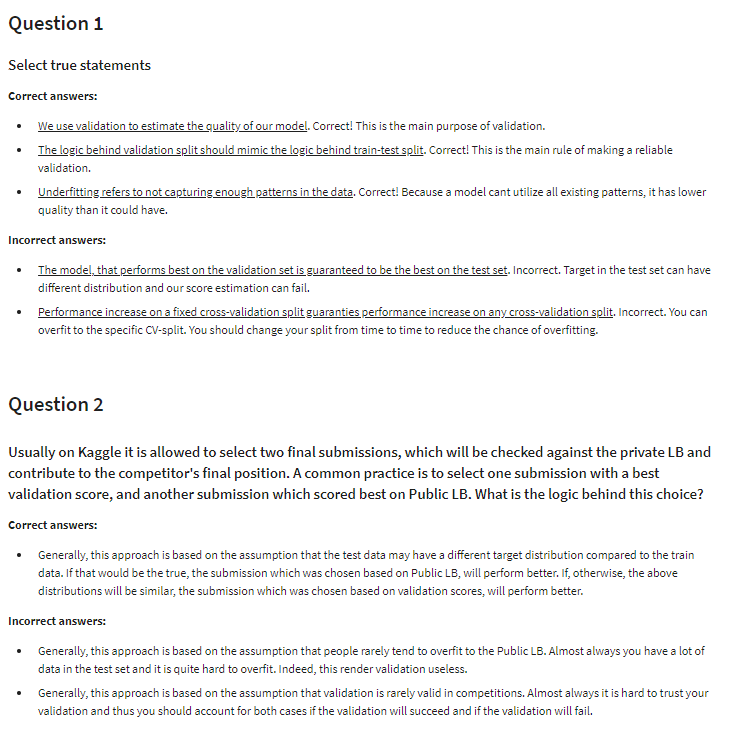 Question 1
Select true statements
Correct answers:
• We use validation to estimate the quality of our model. Correct! This is the main purpose of validation.
• The logic behind validation split should mimic the logic behind train-test split. Correct! This is the main rule of making a reliable
validation.
• Underfitting refers to not capturing enough patterns in the data. Correct! Because a model cant utilize all existing patterns, it has lower
quality than it could have.
Incorrect answers:
• The model, that performs best on the validation set is guaranteed to be the best on the test set. Incorrect. Target in the test set can have
different distribution and our score estimation can fail.
• Performance increase on a fixed cross-validation split guaranties performance increase on any cross-validation split. Incorrect. You can
overfit to the specific CV-split. You should change your split from time to time to reduce the chance of overfitting.
Question 2
Usually on Kaggle it is allowed to select two final submissions, which will be checked against the private LB and
contribute to the competitor's final position. A common practice is to select one submission with a best
validation score, and another submission which scored best on Public LB. What is the logic behind this choice?
Correct answers:
• Generally, this approach is based on the assumption that the test data may have a different target distribution compared to the train
data. If that would be the true, the submission which was chosen based on Public LB, will perform better. If, otherwise, the above
distributions will be similar, the submission which was chosen based on validation scores, will perform better.
Incorrect answers:
• Generally, this approach is based on the assumption that people rarely tend to overfit to the Public LB. Almost always you have a lot of
data in the test set and it is quite hard to overfit. Indeed, this render validation useless.
• Generally, this approach is based on the assumption that validation is rarely valid in competitions. Almost always it is hard to trust your
validation and thus you should account for both cases if the validation will succeed and if the validation will fail.